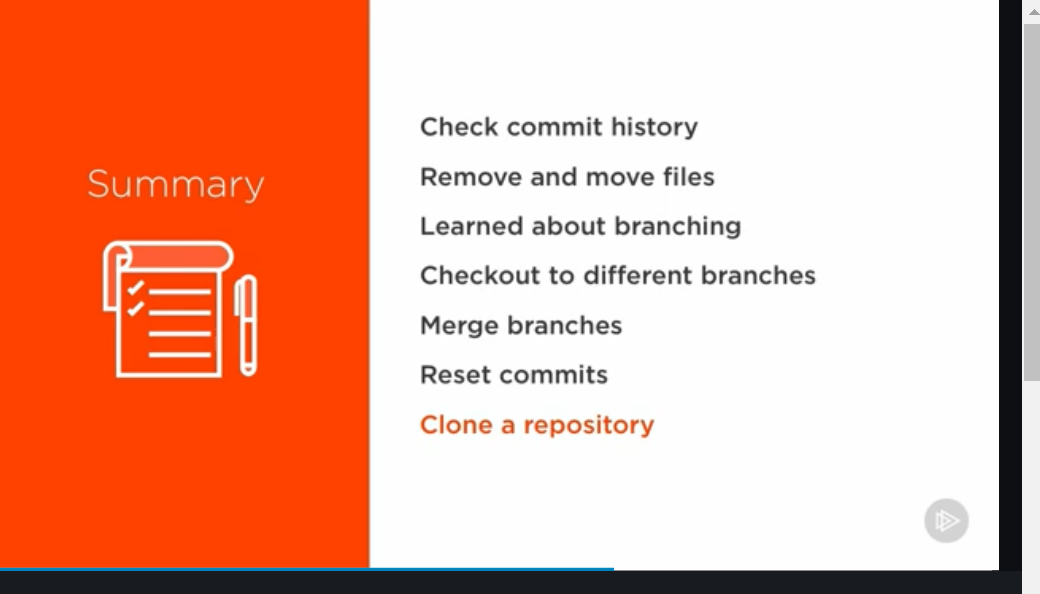 Summary
Check commit history
Remove and move files
Learned about branching
Checkout to different branches
Merge branches
Reset commits
Clone a repository